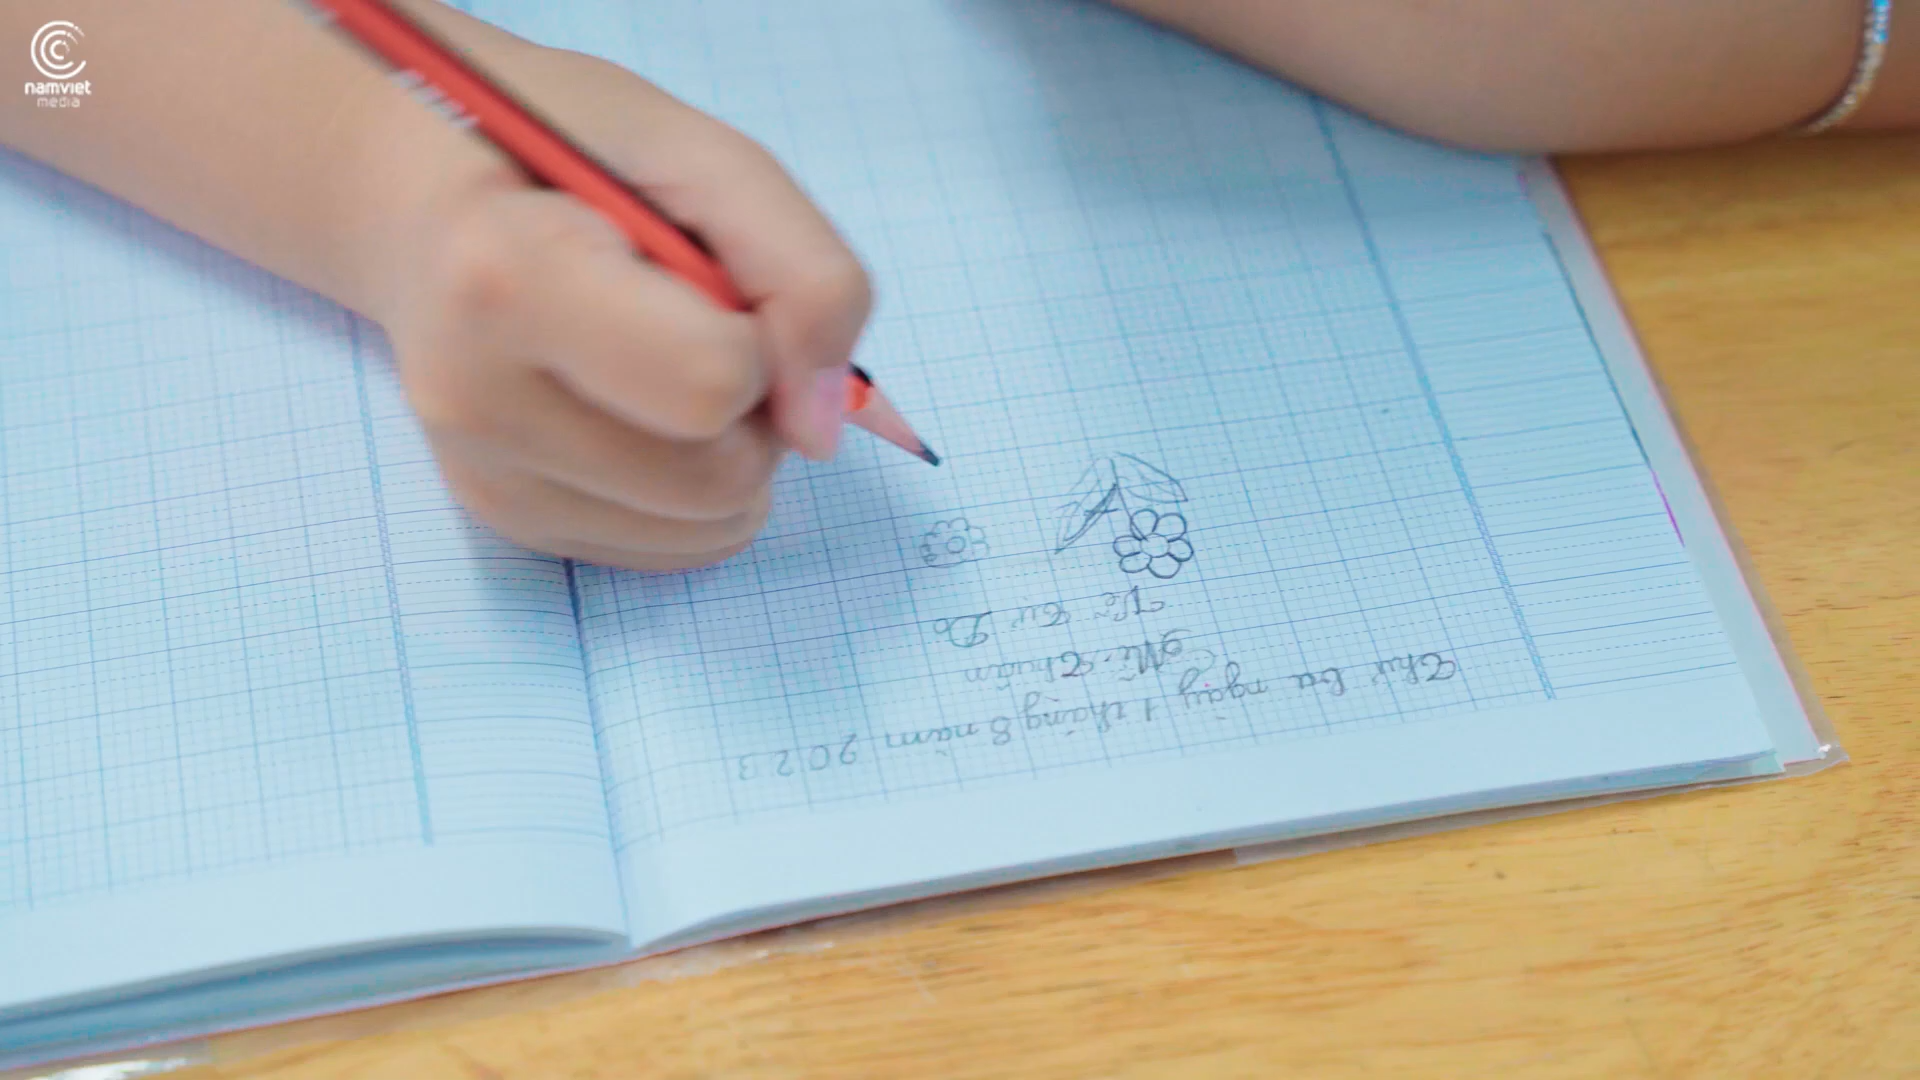 namviet
media
Thứ ba ngày 1 tháng 8 năm 2023
Mĩ Thuật
Vẽ Tự Do